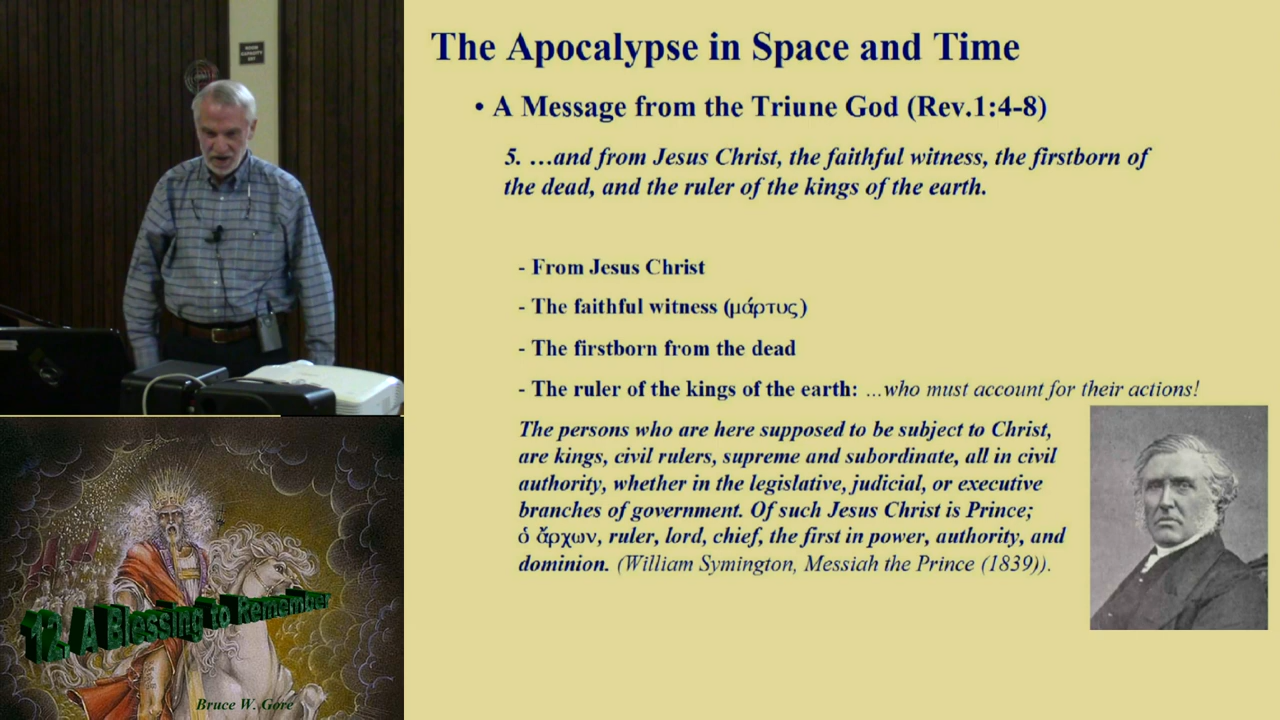 The Apocalypse in Space and Time
• A Message from the Triune God (Rev.1:4-8)
5. …and from Jesus Christ, the faithful witness, the firstborn of
the dead, and the ruler of the kings of the earth.
- From Jesus Christ
- The faithful witness (μάρτυς)
- The firstborn from the dead
- The ruler of the kings of the earth: …who must account for their actions!
The persons who are here supposed to be subject to Christ,
are kings, civil rulers, supreme and subordinate, all in civil
authority, whether in the legislative, judicial, or executive
branches of government. Of such Jesus Christ is Prince;
ὁ ἄρχων, ruler, lord, chief, the first in power, authority, and
dominion. (William Symington, Messiah the Prince (1839)).
12. A Blessing to Remember
Bruce W. Gore